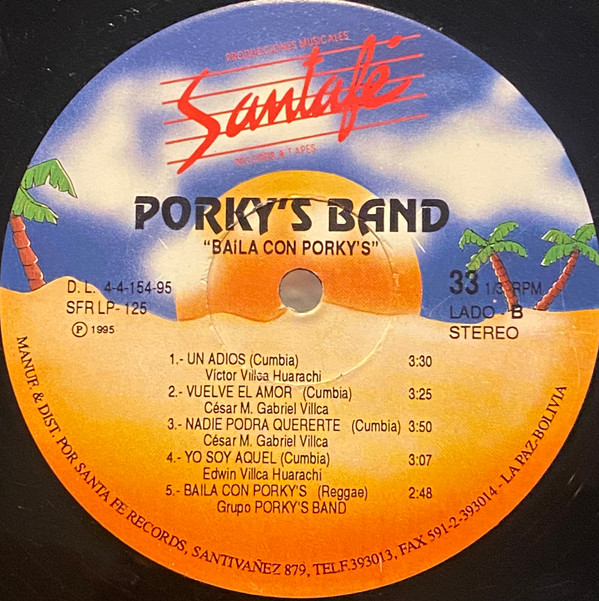 PRODUCCIONES MUSICALES
Santafé
RECORDS & TAPES
PORKY'S BAND
"BAiLA CON PORKY'S"
D. L. 4-4-154-95
SFR LP- 125
Ⓟ 1995
33 1/3 RPM
LADO - B
STEREO
1.- UN ADIOS (Cumbia) 3:30
Víctor Villca Huarachi
2.- VUELVE EL AMOR (Cumbia) 3:25
César M. Gabriel Villca
3.- NADIE PODRA QUERERTE (Cumbia) 3:50
César M. Gabriel Villca
4.- YO SOY AQUEL (Cumbia) 3:07
Edwin Villca Huarachi
5.- BAILA CON PORKY'S (Reggae) 2:48
Grupo PORKY'S BAND
MANUF. & DIST. POR SANTA FE RECORDS, SANTIVAÑEZ 879, TELF.393013, FAX 591-2-393014 - LA PAZ-BOLIVIA